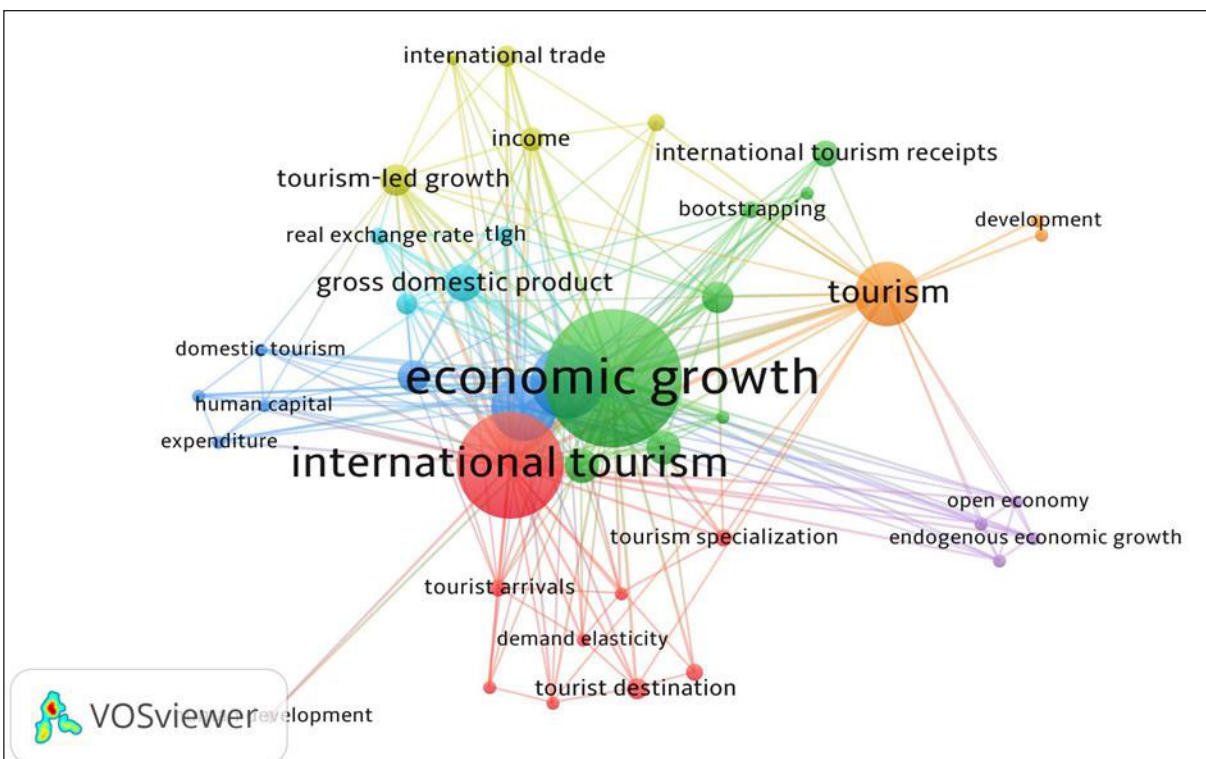 international trade
income
international tourism receipts
tourism-led growth
bootstrapping
development
real exchange rate
tlgh
gross domestic product
tourism
domestic tourism
economic growth
human capital
expenditure
international tourism
open economy
tourism specialization
endogenous economic growth
tourist arrivals
demand elasticity
tourist destination
VOSviewer
development